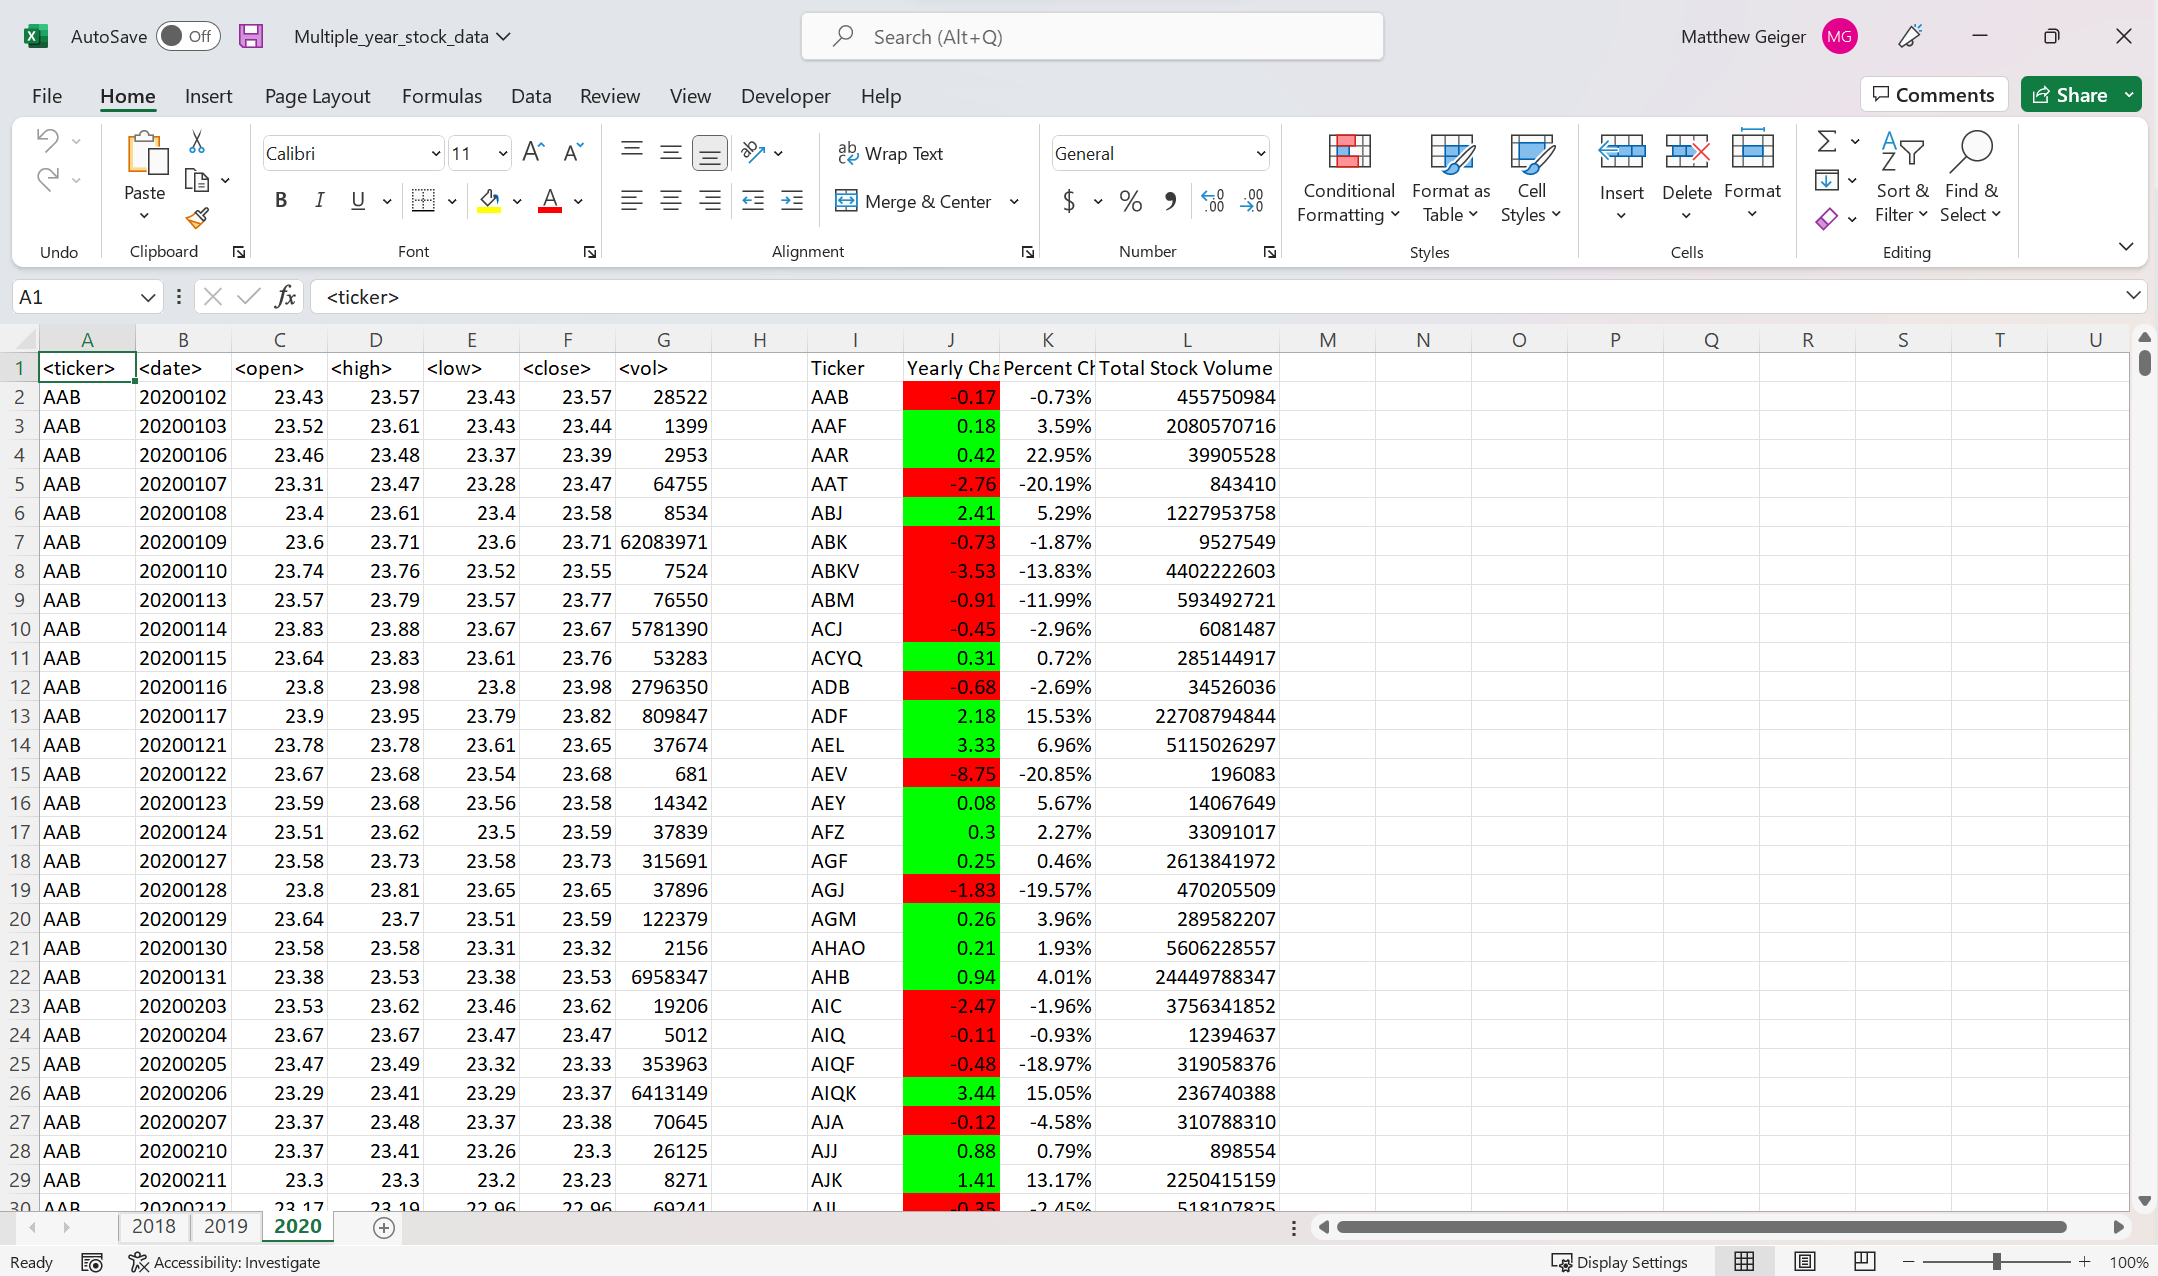 AutoSave Off Multiple_year_stock_data Search (Alt+Q) Matthew Geiger MG
File Home Insert Page Layout Formulas Data Review View Developer Help Comments Share
Paste Calibri 11 A A ab Wrap Text General Conditional Formatting Format as Table Cell Styles Insert Delete Format Sort & Filter Find & Select
B I U A Merge & Center $ % 9 .00
Undo Clipboard Font Alignment Number Styles Cells Editing
A1 fx <ticker>
A B C D E F G H I J K L M N O P Q R S T U
1 <ticker> <date> <open> <high> <low> <close> <vol> Ticker Yearly Cha Percent Ch Total Stock Volume
2 AAB 20200102 23.43 23.57 23.43 23.57 28522 AAB -0.17 -0.73% 455750984
3 AAB 20200103 23.52 23.61 23.43 23.44 1399 AAF 0.18 3.59% 2080570716
4 AAB 20200106 23.46 23.48 23.37 23.39 2953 AAR 0.42 22.95% 39905528
5 AAB 20200107 23.31 23.47 23.28 23.47 64755 AAT -2.76 -20.19% 843410
6 AAB 20200108 23.4 23.61 23.4 23.58 8534 ABJ 2.41 5.29% 1227953758
7 AAB 20200109 23.6 23.71 23.6 23.71 62083971 ABK -0.73 -1.87% 9527549
8 AAB 20200110 23.74 23.76 23.52 23.55 7524 ABKV -3.53 -13.83% 4402222603
9 AAB 20200113 23.57 23.79 23.57 23.77 76550 ABM -0.91 -11.99% 593492721
10 AAB 20200114 23.83 23.88 23.67 23.67 5781390 ACJ -0.45 -2.96% 6081487
11 AAB 20200115 23.64 23.83 23.61 23.76 53283 ACYQ 0.31 0.72% 285144917
12 AAB 20200116 23.8 23.98 23.8 23.98 2796350 ADB -0.68 -2.69% 34526036
13 AAB 20200117 23.9 23.95 23.79 23.82 809847 ADF 2.18 15.53% 22708794844
14 AAB 20200121 23.78 23.78 23.61 23.65 37674 AEL 3.33 6.96% 5115026297
15 AAB 20200122 23.67 23.68 23.54 23.68 681 AEV -8.75 -20.85% 196083
16 AAB 20200123 23.59 23.68 23.56 23.58 14342 AEY 0.08 5.67% 14067649
17 AAB 20200124 23.51 23.62 23.5 23.59 37839 AFZ 0.3 2.27% 33091017
18 AAB 20200127 23.58 23.73 23.58 23.73 315691 AGF 0.25 0.46% 2613841972
19 AAB 20200128 23.8 23.81 23.65 23.65 37896 AGJ -1.83 -19.57% 470205509
20 AAB 20200129 23.64 23.7 23.51 23.59 122379 AGM 0.26 3.96% 289582207
21 AAB 20200130 23.58 23.58 23.31 23.32 2156 AHAO 0.21 1.93% 5606228557
22 AAB 20200131 23.38 23.53 23.38 23.53 6958347 AHB 0.94 4.01% 24449788347
23 AAB 20200203 23.53 23.62 23.46 23.62 19206 AIC -2.47 -1.96% 3756341852
24 AAB 20200204 23.67 23.67 23.47 23.47 5012 AIQ -0.11 -0.93% 12394637
25 AAB 20200205 23.47 23.49 23.32 23.33 353963 AIQF -0.48 -18.97% 319058376
26 AAB 20200206 23.29 23.41 23.29 23.37 6413149 AIQK 3.44 15.05% 236740388
27 AAB 20200207 23.37 23.48 23.37 23.38 70645 AJA -0.12 -4.58% 310788310
28 AAB 20200210 23.37 23.41 23.26 23.3 26125 AJJ 0.88 0.79% 898554
29 AAB 20200211 23.3 23.3 23.2 23.23 8271 AJK 1.41 13.17% 2250415159
30 AAB 20200212 23.17 23.19 22.96 22.96 69241 -0.35 -2.45% 518107825
2018 2019 2020
Ready Accessibility: Investigate Display Settings 100%